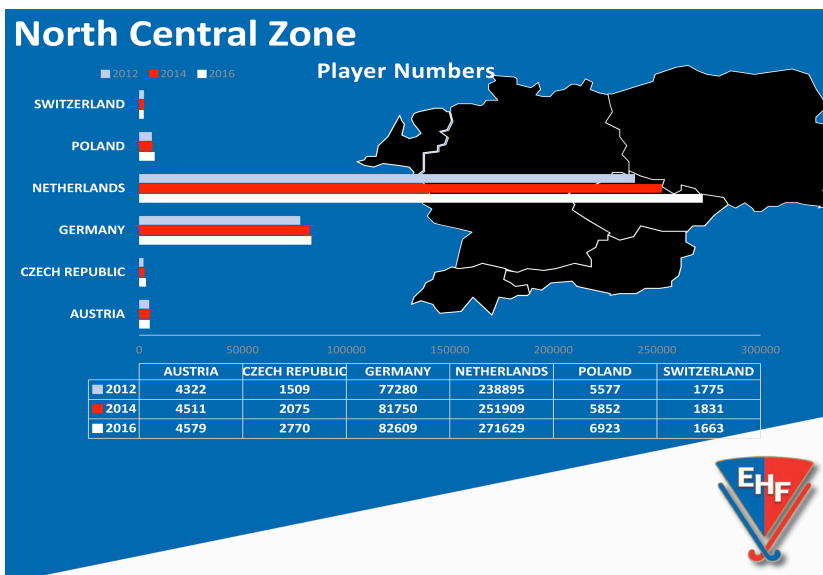 North Central Zone
Player Numbers
2012 2014 2016
SWITZERLAND
POLAND
NETHERLANDS
GERMANY
CZECH REPUBLIC
AUSTRIA
0 50000 100000 150000 200000 250000 300000
AUSTRIA CZECH REPUBLIC GERMANY NETHERLANDS POLAND SWITZERLAND
2012 4322 1509 77280 238895 5577 1775
2014 4511 2075 81750 251909 5852 1831
2016 4579 2770 82609 271629 6923 1663
EHF